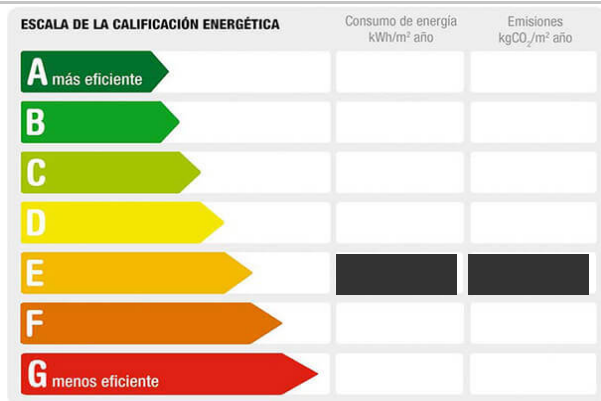 ESCALA DE LA CALIFICACIÓN ENERGÉTICA
Consumo de energía
kWh/m² año
Emisiones
kgCO₂/m² año
A más eficiente
B
C
D
E
F
G menos eficiente